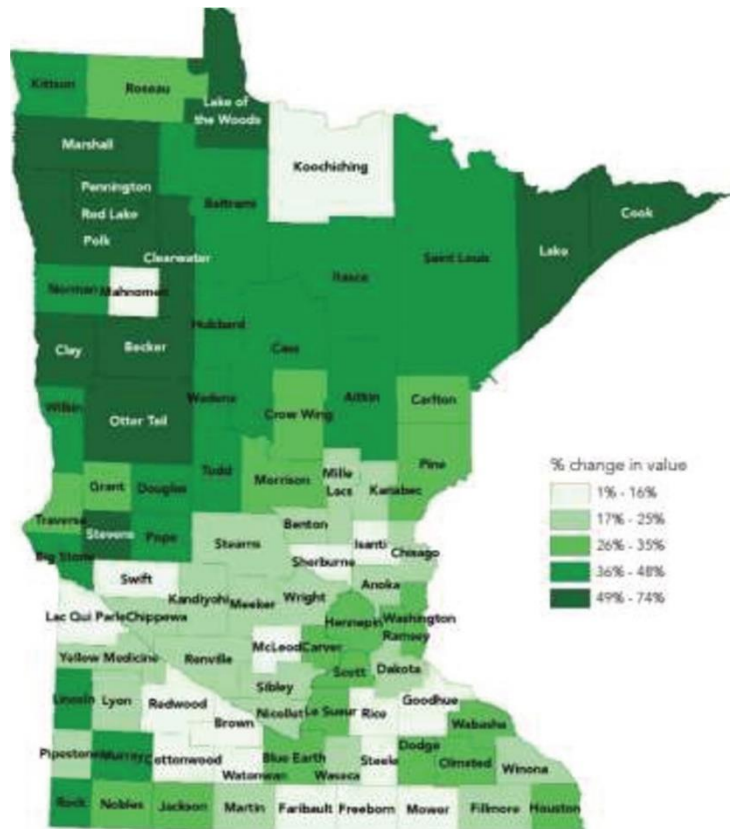 Kittson
Roseau
Lake of
the Woods
Marshall
Koochiching
Pennington
Beltrami
Red Lake
Cook
Polk
Clearwater
Saint Louis
Lake
Itasca
Norman
Mahnomen
Hubbard
Clay
Becker
Cass
Wadena
Aitkin
Carlton
Wilkin
Otter Tail
Crow Wing
Todd
Mille
Lacs
Pine
Grant
Douglas
Morrison
Kanabec
% change in value
1% - 16%
17% - 25%
26% - 35%
36% - 48%
49% - 74%
Traverse
Stevens
Pope
Stearns
Benton
Isanti
Chisago
Big Stone
Sherburne
Swift
Anoka
Kandiyohi
Meeker
Wright
Lac Qui Parle
Chippewa
Hennepin
Washington
Ramsey
McLeod
Carver
Yellow Medicine
Renville
Scott
Dakota
Sibley
Lincoln
Lyon
Redwood
Nicollet
Le Sueur
Rice
Goodhue
Brown
Wabasha
Pipestone
Murray
Cottonwood
Watonwan
Blue Earth
Waseca
Steele
Dodge
Olmsted
Winona
Rock
Nobles
Jackson
Martin
Faribault
Freeborn
Mower
Fillmore
Houston